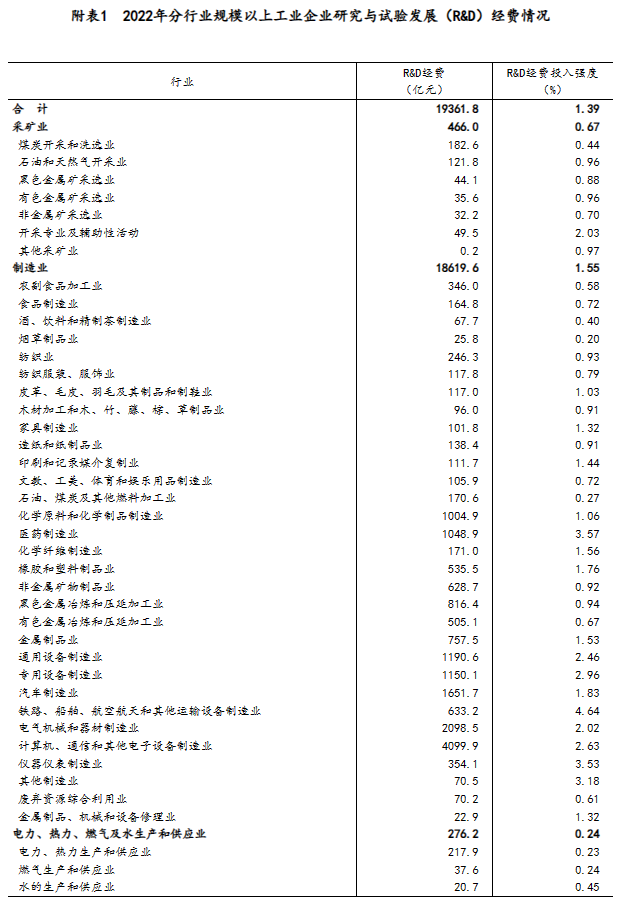 附表1 2022年分行业规模以上工业企业研究与试验发展（R&D）经费情况
行业 R&D经费（亿元） R&D经费投入强度（%）
合 计 19361.8 1.39
采矿业 466.0 0.67
煤炭开采和洗选业 182.6 0.44
石油和天然气开采业 121.8 0.96
黑色金属矿采选业 44.1 0.88
有色金属矿采选业 35.6 0.96
非金属矿采选业 32.2 0.70
开采专业及辅助性活动 49.5 2.03
其他采矿业 0.2 0.97
制造业 18619.6 1.55
农副食品加工业 346.0 0.58
食品制造业 164.8 0.72
酒、饮料和精制茶制造业 67.7 0.40
烟草制品业 25.8 0.20
纺织业 246.3 0.93
纺织服装、服饰业 117.8 0.79
皮革、毛皮、羽毛及其制品和制鞋业 117.0 1.03
木材加工和木、竹、藤、棕、草制品业 96.0 0.91
家具制造业 101.8 1.32
造纸和纸制品业 138.4 0.91
印刷和记录媒介复制业 111.7 1.44
文教、工美、体育和娱乐用品制造业 105.9 0.72
石油、煤炭及其他燃料加工业 170.6 0.27
化学原料和化学制品制造业 1004.9 1.06
医药制造业 1048.9 3.57
化学纤维制造业 171.0 1.56
橡胶和塑料制品业 535.5 1.76
非金属矿物制品业 628.7 0.92
黑色金属冶炼和压延加工业 816.4 0.94
有色金属冶炼和压延加工业 505.1 0.67
金属制品业 757.5 1.53
通用设备制造业 1190.6 2.46
专用设备制造业 1150.1 2.96
汽车制造业 1651.7 1.83
铁路、船舶、航空航天和其他运输设备制造业 633.2 4.64
电气机械和器材制造业 2098.5 2.02
计算机、通信和其他电子设备制造业 4099.9 2.63
仪器仪表制造业 354.1 3.53
其他制造业 70.5 3.18
废弃资源综合利用业 70.2 0.61
金属制品、机械和设备修理业 22.9 1.32
电力、热力、燃气及水生产和供应业 276.2 0.24
电力、热力生产和供应业 217.9 0.23
燃气生产和供应业 37.6 0.24
水的生产和供应业 20.7 0.45